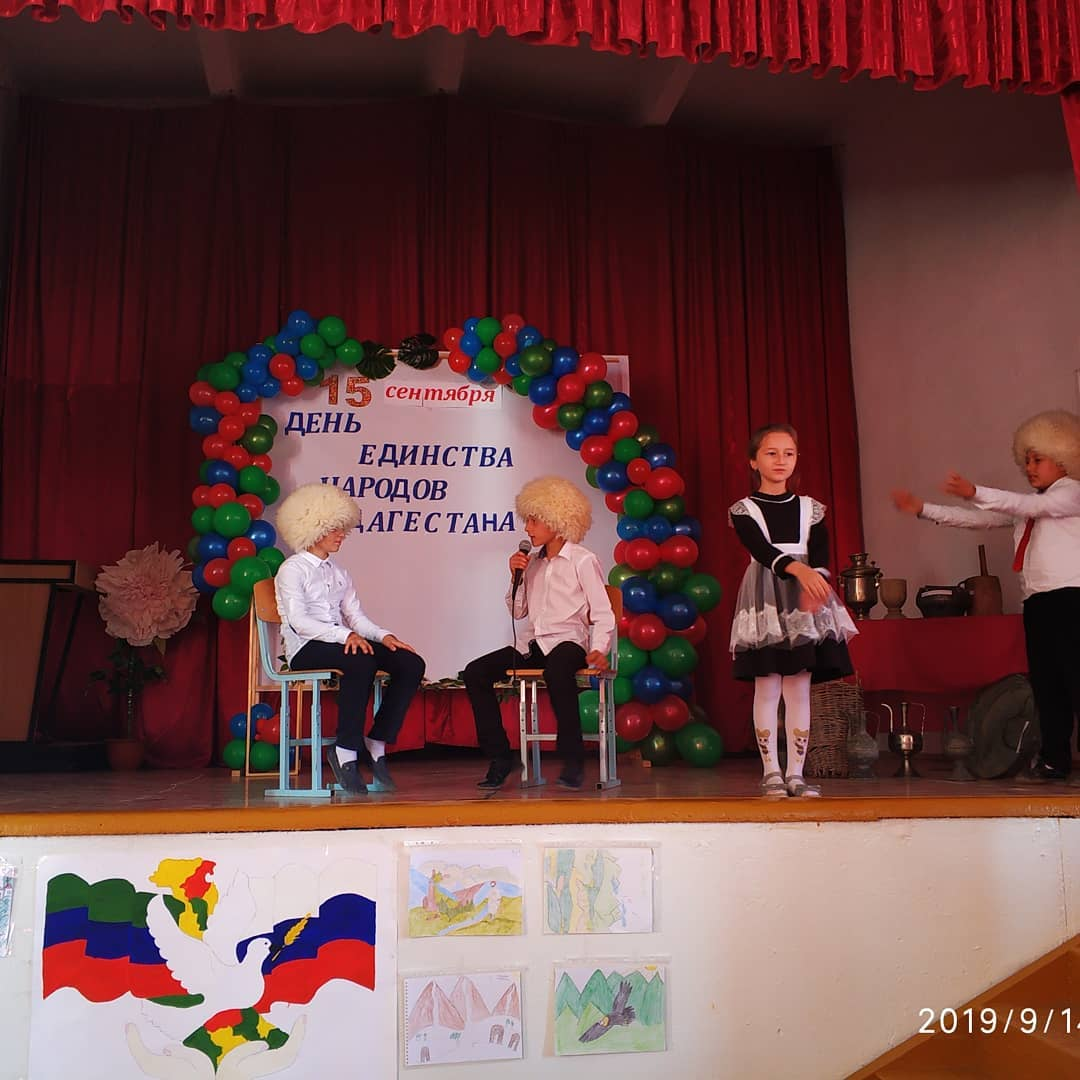 15 сентября
ДЕНЬ
ЕДИНСТВА
НАРОДОВ
ДАГЕСТАНА
2019/9/14